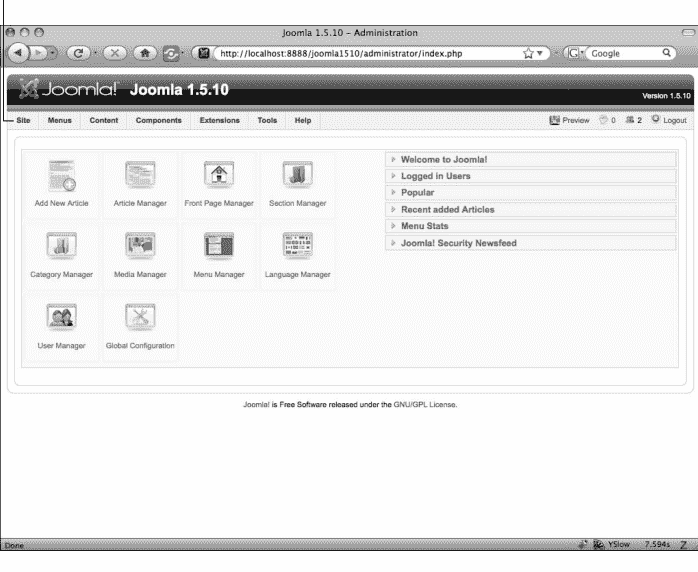 Joomla 1.5.10 – Administration
http://localhost:8888/joomla1510/administrator/index.php
G
Google
Joomla! Joomla 1.5.10
Version 1.5.10
Site Menus Content Components Extensions Tools Help
Preview 0 2 Logout
Add New Article
Article Manager
Front Page Manager
Section Manager
Category Manager
Media Manager
Menu Manager
Language Manager
User Manager
Global Configuration
Welcome to Joomla!
Logged in Users
Popular
Recent added Articles
Menu Stats
Joomla! Security Newsfeed
Joomla! is Free Software released under the GNU/GPL License.
Done
YSlow 7.594s Z